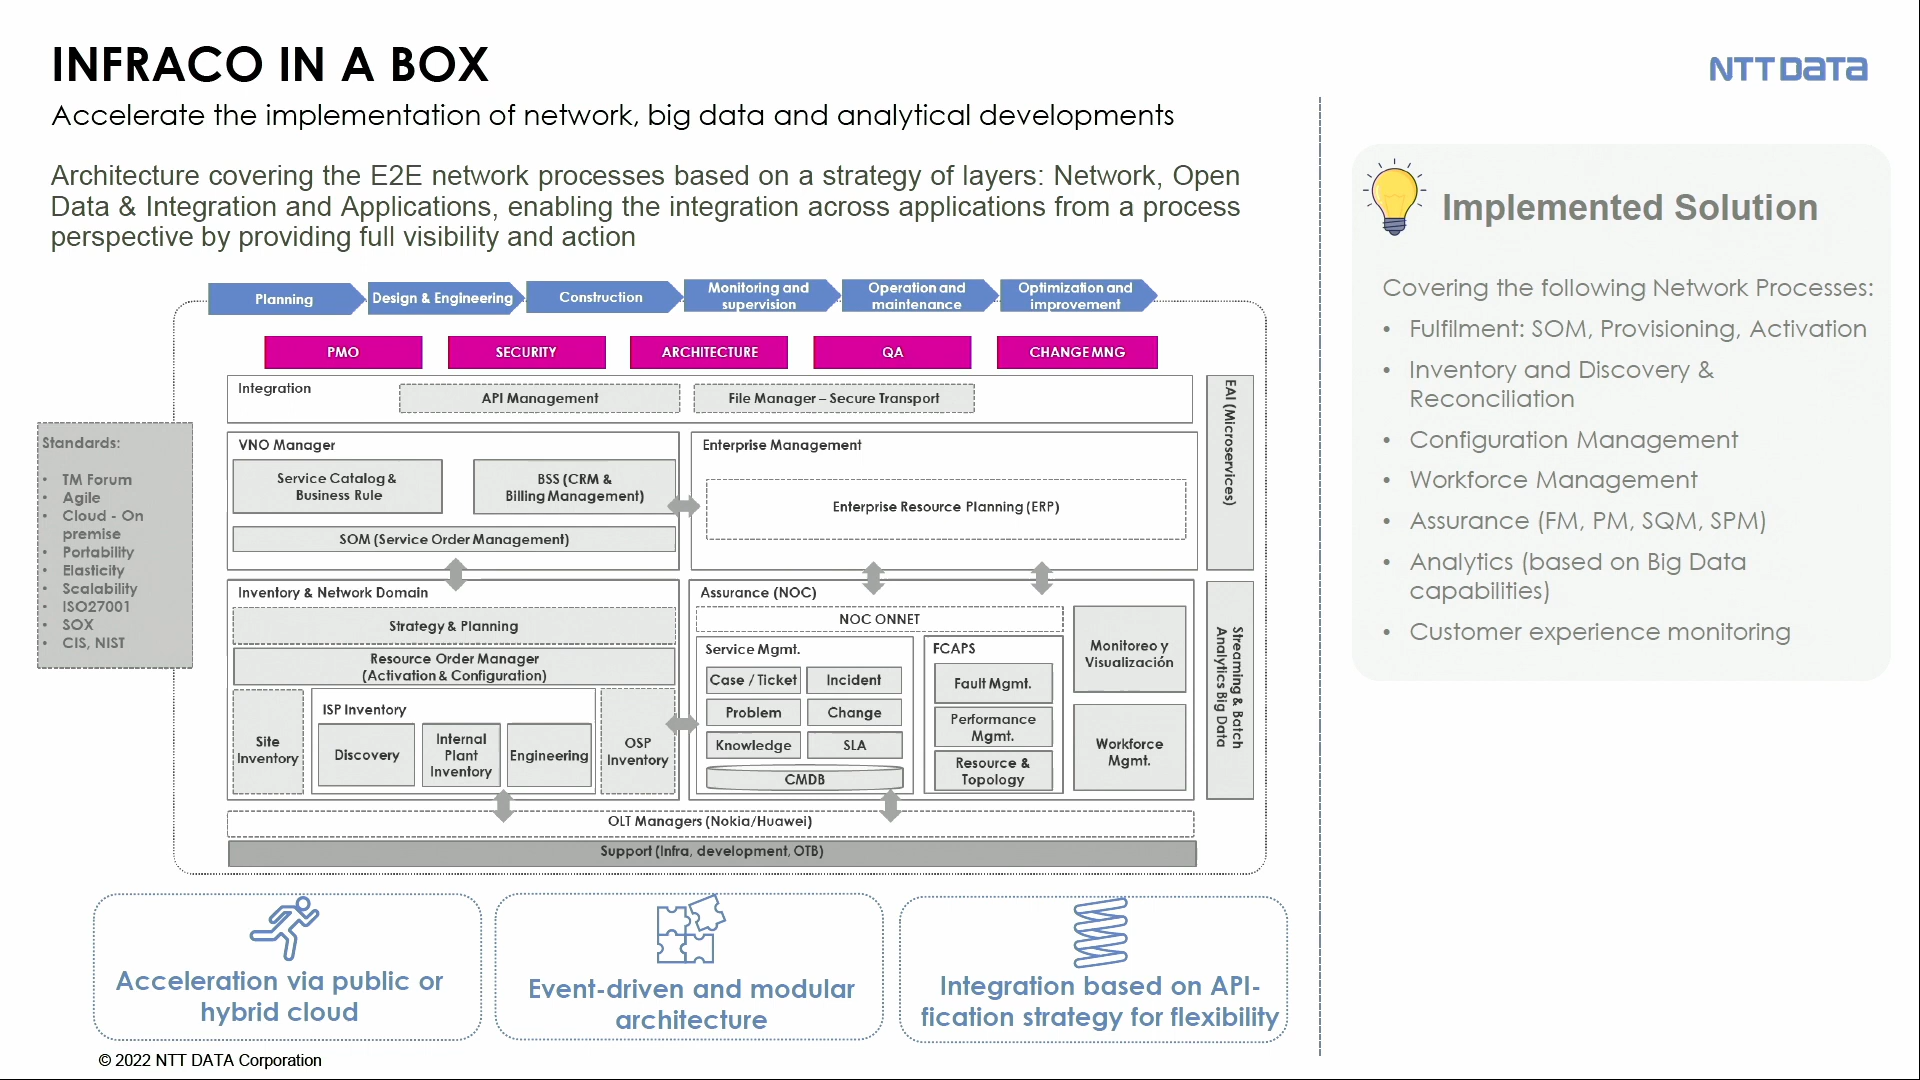 INFRACO IN A BOX
NTT DATA
Accelerate the implementation of network, big data and analytical developments
Architecture covering the E2E network processes based on a strategy of layers: Network, Open
Data & Integration and Applications, enabling the integration across applications from a process
perspective by providing full visibility and action
Planning
Design & Engineering
Construction
Monitoring and
supervision
Operation and
maintenance
Optimization and
improvement
PMO
SECURITY
ARCHITECTURE
QA
CHANGE MNG
Integration
API Management
File Manager – Secure Transport
EAI (Microservices)
Standards:
• TM Forum
• Agile
• Cloud - On
premise
• Portability
• Elasticity
• Scalability
• ISO27001
• SOX
• CIS, NIST
VNO Manager
Service Catalog &
Business Rule
BSS (CRM &
Billing Management)
SOM (Service Order Management)
Enterprise Management
Enterprise Resource Planning (ERP)
Inventory & Network Domain
Strategy & Planning
Resource Order Manager
(Activation & Configuration)
Site
Inventory
ISP Inventory
Discovery
Internal
Plant
Inventory
Engineering
OSP
Inventory
Assurance (NOC)
NOC ONNET
Service Mgmt.
Case / Ticket
Incident
Problem
Change
Knowledge
SLA
CMDB
FCAPS
Fault Mgmt.
Performance
Mgmt.
Resource &
Topology
Monitoreo y
Visualización
Workforce
Mgmt.
Streaming & Batch
Analytics Big Data
OLT Managers (Nokia/Huawei)
Support (Infra, development, OTB)
Acceleration via public or
hybrid cloud
Event-driven and modular
architecture
Integration based on API-
fication strategy for flexibility
© 2022 NTT DATA Corporation
Implemented Solution
Covering the following Network Processes:
• Fulfilment: SOM, Provisioning, Activation
• Inventory and Discovery &
Reconciliation
• Configuration Management
• Workforce Management
• Assurance (FM, PM, SQM, SPM)
• Analytics (based on Big Data
capabilities)
• Customer experience monitoring